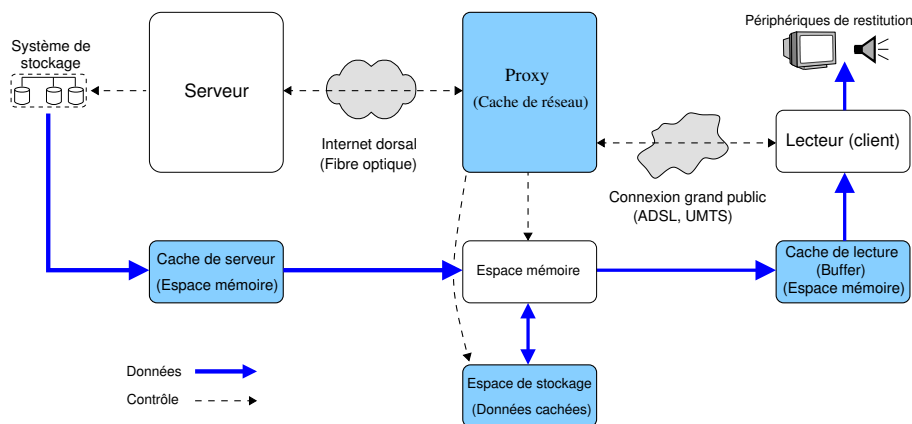 Périphériques de restitution
Système de
stockage
Serveur
Proxy
(Cache de réseau)
Lecteur (client)
Internet dorsal
(Fibre optique)
Connexion grand public
(ADSL, UMTS)
Cache de serveur
(Espace mémoire)
Espace mémoire
Cache de lecture
(Buffer)
(Espace mémoire)
Données
Contrôle
Espace de stockage
(Données cachées)